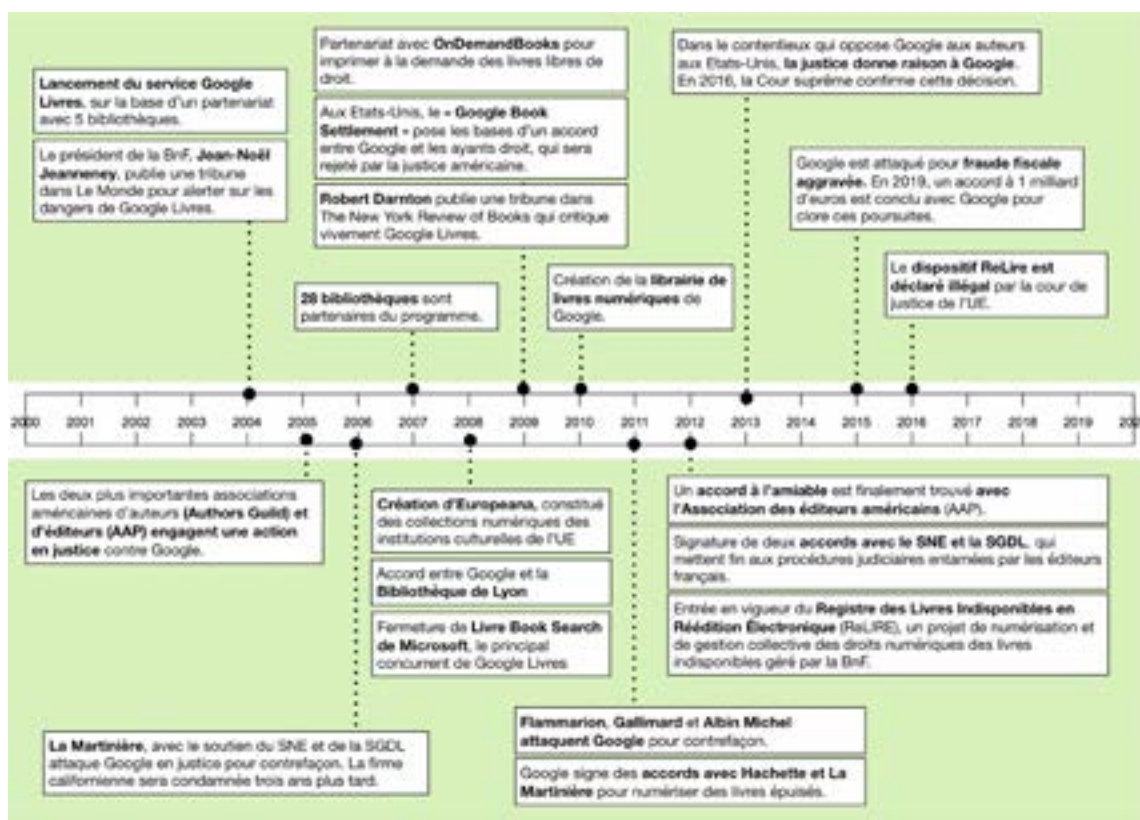 Lancement du service Google
Livres, sur la base d'un partenariat
avec 5 bibliothèques.
Le président de la BnF, Jean-Noël
Jeanneney, publie une tribune
dans Le Monde pour alerter sur les
dangers de Google Livres.
Partenariat avec OnDemandBooks pour
imprimer à la demande des livres libres de
droit.
Aux Etats-Unis, le « Google Book
Settlement » pose les bases d'un accord
entre Google et les ayants droit, qui sera
rejeté par la justice américaine.
Robert Darnton publie une tribune dans
The New York Review of Books qui critique
vivement Google Livres.
28 bibliothèques sont
partenaires du programme.
Création de la librairie de
livres numériques de
Google.
Dans le contentieux qui oppose Google aux auteurs
aux Etats-Unis, la justice donne raison à Google.
En 2016, la Cour suprême confirme cette décision.
Google est attaqué pour fraude fiscale
aggravée. En 2019, un accord à 1 milliard
d'euros est conclu avec Google pour
clore ces poursuites.
Le dispositif ReLire est
déclaré illégal par la cour de
justice de l'UE.
2000 2001 2002 2003 2004 2005 2006 2007 2008 2009 2010 2011 2012 2013 2014 2015 2016 2017 2018 2019 202
Les deux plus importantes associations
américaines d'auteurs (Authors Guild) et
d'éditeurs (AAP) engagent une action
en justice contre Google.
Création d'Europeana, constitué
des collections numériques des
institutions culturelles de l'UE
Accord entre Google et la
Bibliothèque de Lyon
Fermeture de Livre Book Search
de Microsoft, le principal
concurrent de Google Livres
Un accord à l'amiable est finalement trouvé avec
l'Association des éditeurs américains (AAP).
Signature de deux accords avec le SNE et la SGDL, qui
mettent fin aux procédures judiciaires entamées par les éditeurs
français.
Entrée en vigueur du Registre des Livres Indisponibles en
Réédition Électronique (ReLIRE), un projet de numérisation et
de gestion collective des droits numériques des livres
indisponibles géré par la BnF.
La Martinière, avec le soutien du SNE et de la SGDL
attaque Google en justice pour contrefaçon. La firme
californienne sera condamnée trois ans plus tard.
Flammarion, Gallimard et Albin Michel
attaquent Google pour contrefaçon.
Google signe des accords avec Hachette et La
Martinière pour numériser des livres épuisés.